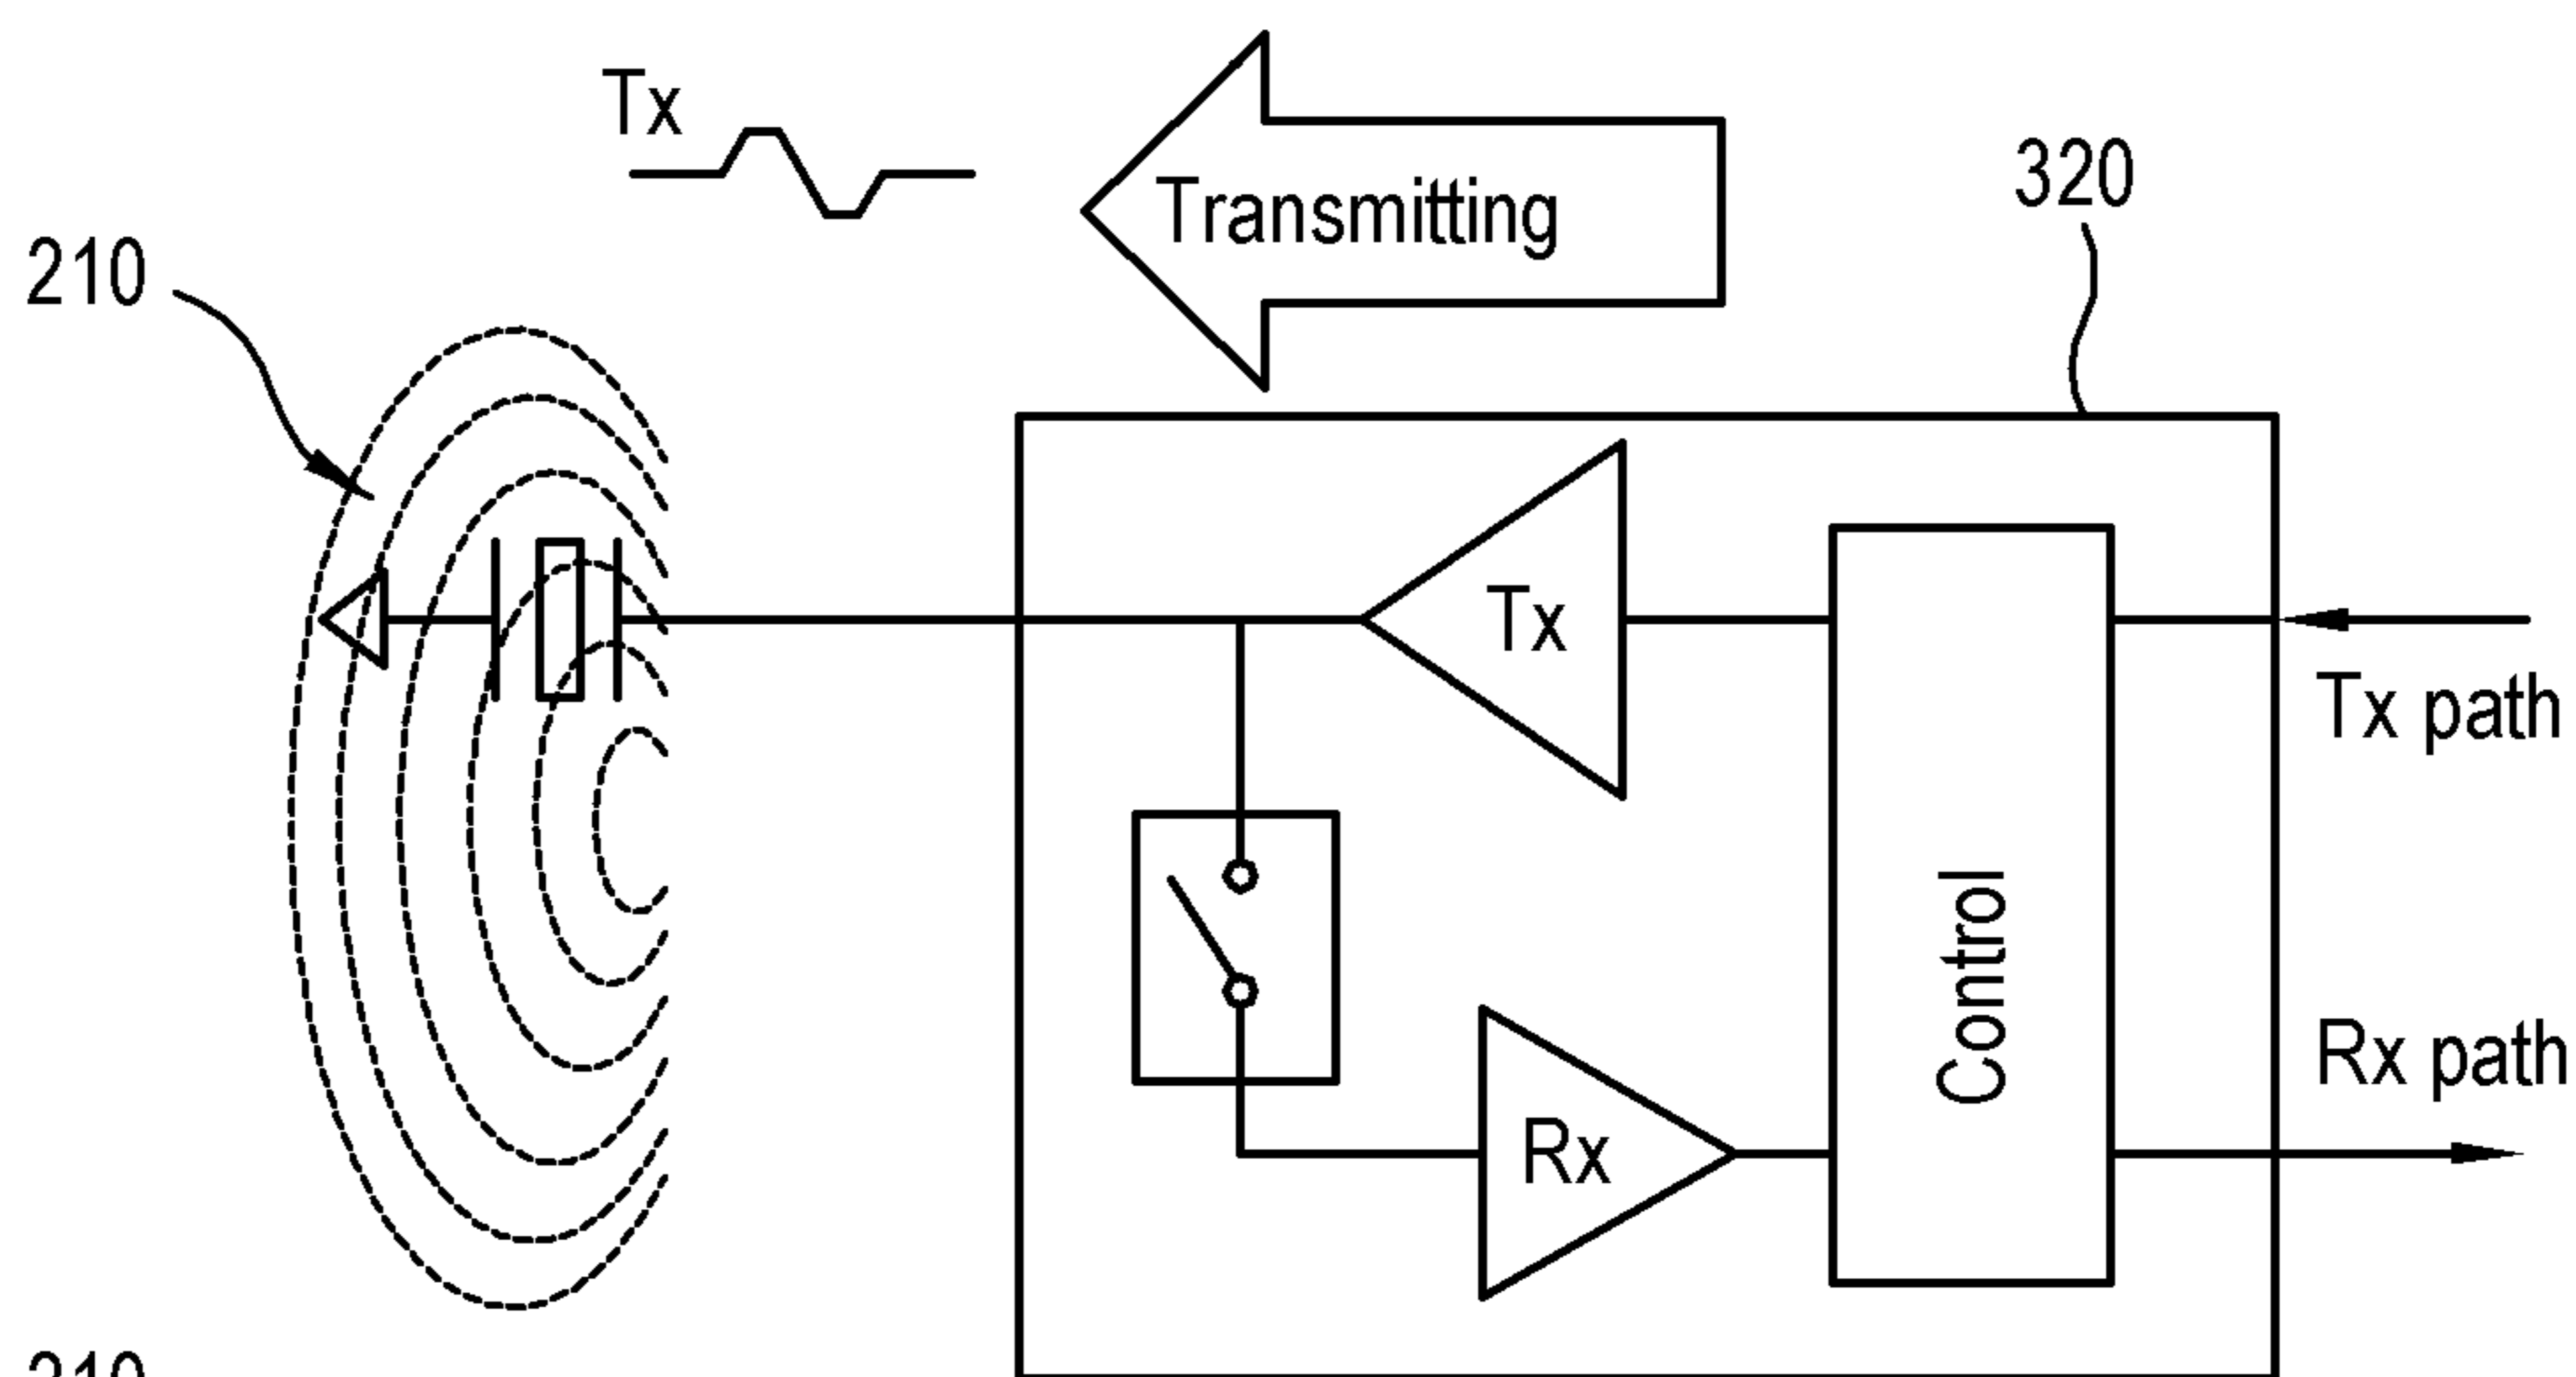 Tx
Transmitting
320
210
Tx
Tx path
Control
Rx path
Rx